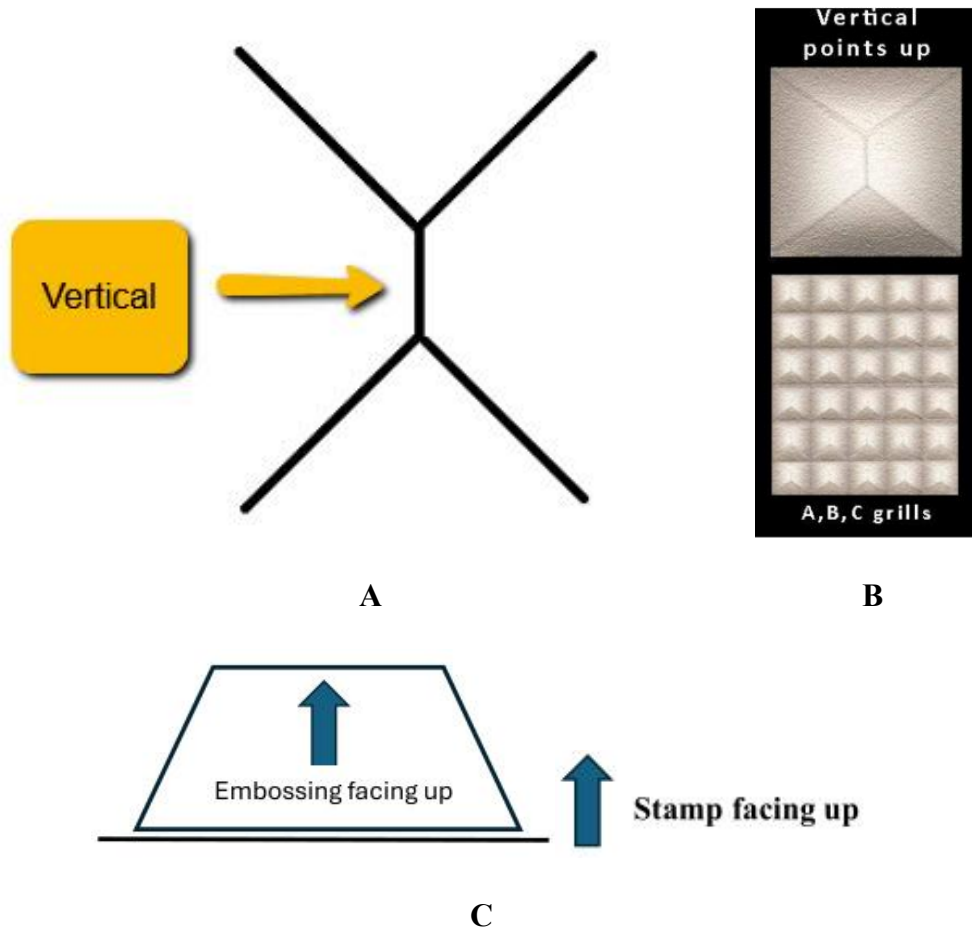 Vertical
Vertical
points up
A,B,C grills
A
B
Embossing facing up
Stamp facing up
C